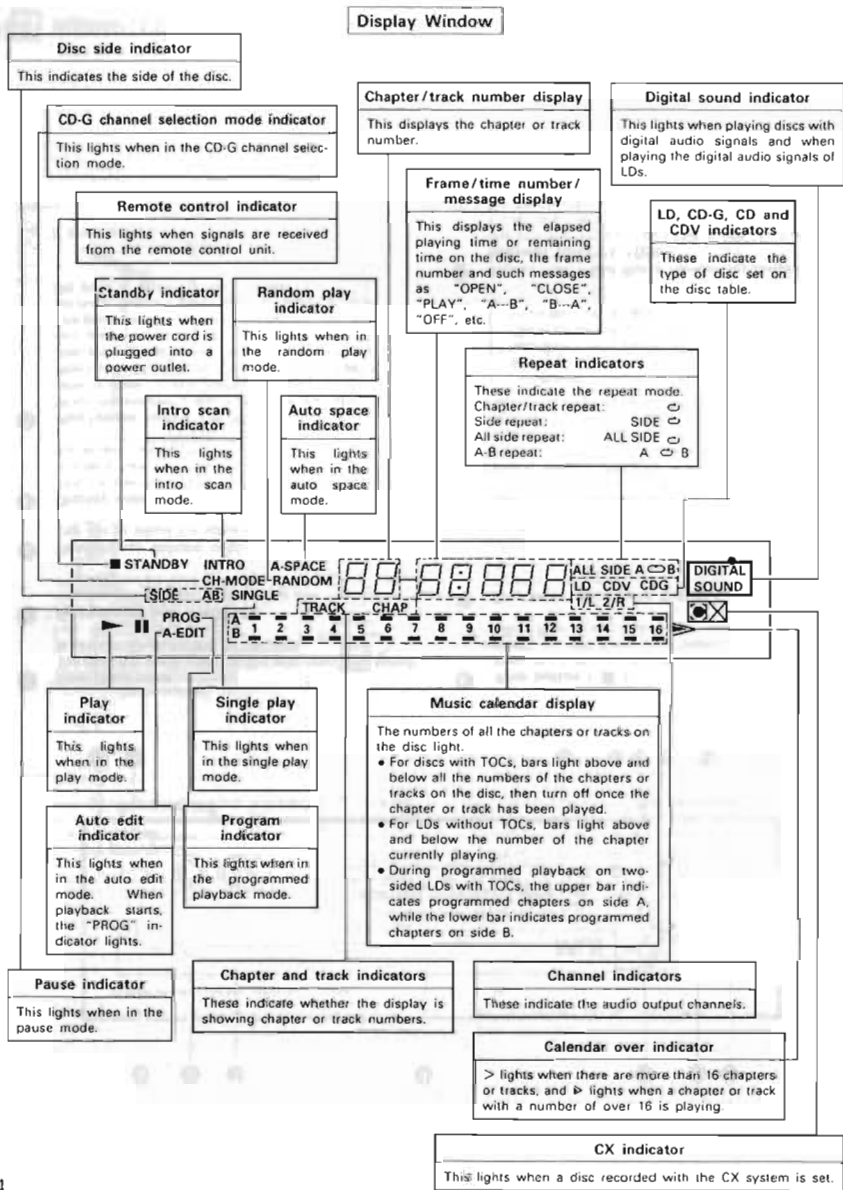 Display Window
Disc side indicator
This indicates the side of the disc.
CD-G channel selection mode indicator
This lights when in the CD-G channel selec-
tion mode.
Remote control indicator
This lights when signals are received
from the remote control unit.
Standby indicator
This lights when
the power cord is
plugged into a
power outlet.
Random play
indicator
This lights when in
the random play
mode.
Intro scan
indicator
This lights
when in the
intro scan
mode.
Auto space
indicator
This lights
when in the
auto space
mode.
Chapter/track number display
This displays the chapter or track
number.
Frame/time number/
message display
This displays the elapsed
playing time or remaining
time on the disc, the frame
number and such messages
as "OPEN", "CLOSE",
"PLAY", "A---B", "B---A",
"OFF", etc.
Digital sound indicator
This lights when playing discs with
digital audio signals and when
playing the digital audio signals of
LDs.
LD, CD-G, CD and
CDV indicators
These indicate the
type of disc set on
the disc table.
Repeat indicators
These indicate the repeat mode.
Chapter/track repeat:
Side repeat: SIDE
All side repeat: ALL SIDE
A-B repeat: A B
■ STANDBY INTRO A-SPACE
CH-MODE RANDOM
SIDE AB SINGLE
ALL SIDE A B
LD CDV CDG
1/L 2/R
DIGITAL
SOUND
88 88:888
TRACK CHAP
► II PROG
A-EDIT
A
B 1 2 3 4 5 6 7 8 9 10 11 12 13 14 15 16
CX
Play
indicator
This lights
when in the
play mode.
Single play
indicator
This lights when
in the single play
mode.
Auto edit
indicator
This lights when
in the auto edit
mode. When
playback starts,
the "PROG" in-
dicator lights.
Program
indicator
This lights when in
the programmed
playback mode.
Music calendar display
The numbers of all the chapters or tracks on
the disc light.
● For discs with TOCs, bars light above and
below all the numbers of the chapters or
tracks on the disc, then turn off once the
chapter or track has been played.
● For LDs without TOCs, bars light above
and below the number of the chapter
currently playing.
● During programmed playback on two-
sided LDs with TOCs, the upper bar indi-
cates programmed chapters on side A,
while the lower bar indicates programmed
chapters on side B.
Pause indicator
This lights when in the
pause mode.
Chapter and track indicators
These indicate whether the display is
showing chapter or track numbers.
Channel indicators
These indicate the audio output channels.
Calendar over indicator
> lights when there are more than 16 chapters
or tracks, and ▷ lights when a chapter or track
with a number of over 16 is playing.
CX indicator
This lights when a disc recorded with the CX system is set.